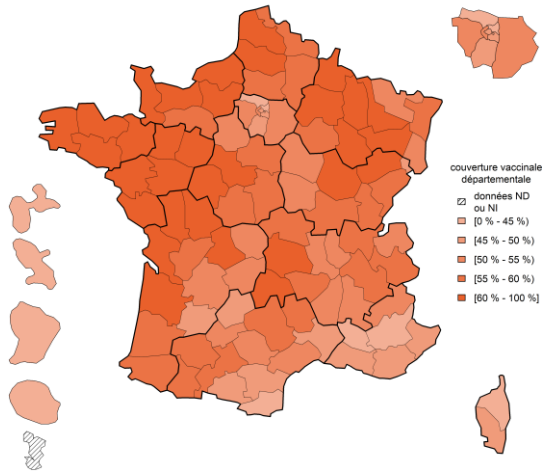 couverture vaccinale
départementale
données ND
ou NI
[0 % - 45 %)
[45 % - 50 %)
[50 % - 55 %)
[55 % - 60 %)
[60 % - 100 %]